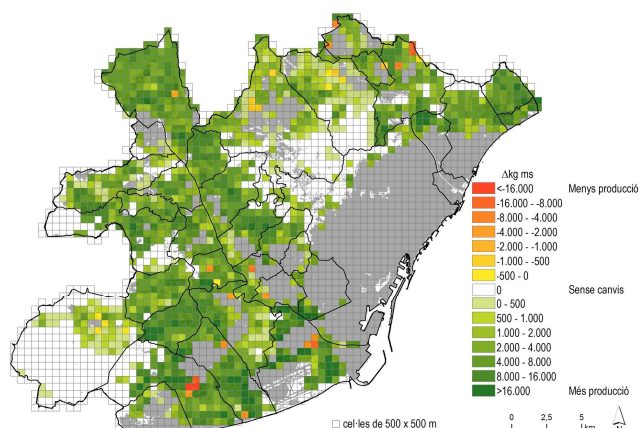 Δkg ms
<-16.000 Menys producció
-16.000 - -8.000
-8.000 - -4.000
-4.000 - -2.000
-2.000 - -1.000
-1.000 - -500
-500 - 0
0 Sense canvis
0 - 500
500 - 1.000
1.000 - 2.000
2.000 - 4.000
4.000 - 8.000
8.000 - 16.000
>16.000 Més producció
cel·les de 500 x 500 m
0 2,5 5
km N